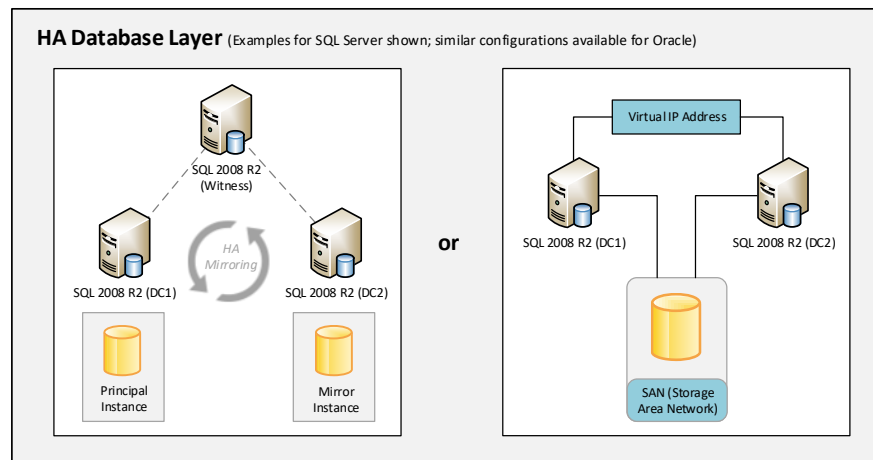 HA Database Layer (Examples for SQL Server shown; similar configurations available for Oracle)
SQL 2008 R2
(Witness)
HA
Mirroring
SQL 2008 R2 (DC1)
SQL 2008 R2 (DC2)
Principal
Instance
Mirror
Instance
or
Virtual IP Address
SQL 2008 R2 (DC1)
SQL 2008 R2 (DC2)
SAN (Storage
Area Network)